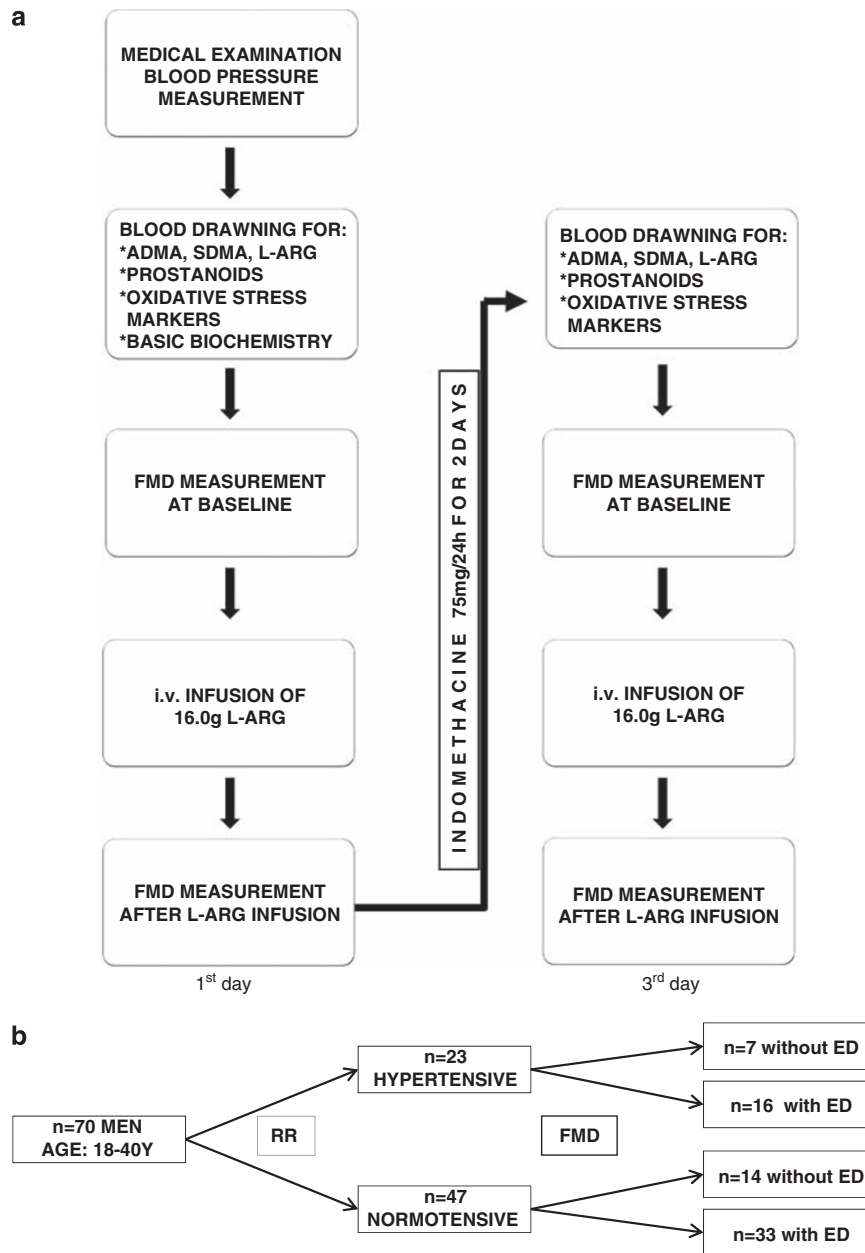 a
MEDICAL EXAMINATION
BLOOD PRESSURE
MEASUREMENT
BLOOD DRAWNING FOR:
*ADMA, SDMA, L-ARG
*PROSTANOIDS
*OXIDATIVE STRESS
MARKERS
*BASIC BIOCHEMISTRY
FMD MEASUREMENT
AT BASELINE
i.v. INFUSION OF
16.0g L-ARG
FMD MEASUREMENT
AFTER L-ARG INFUSION
1st day
INDOMETHACINE 75mg/24h FOR 2DAYS
BLOOD DRAWNING FOR:
*ADMA, SDMA, L-ARG
*PROSTANOIDS
*OXIDATIVE STRESS
MARKERS
FMD MEASUREMENT
AT BASELINE
i.v. INFUSION OF
16.0g L-ARG
FMD MEASUREMENT
AFTER L-ARG INFUSION
3rd day
b
n=70 MEN
AGE: 18-40Y
RR
n=23
HYPERTENSIVE
n=47
NORMOTENSIVE
FMD
n=7 without ED
n=16 with ED
n=14 without ED
n=33 with ED